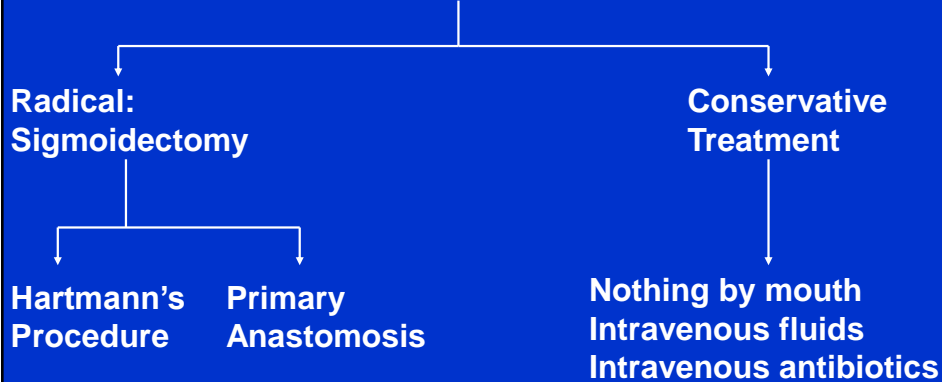 Radical:
Sigmoidectomy
Conservative
Treatment
Hartmann's
Procedure
Primary
Anastomosis
Nothing by mouth
Intravenous fluids
Intravenous antibiotics